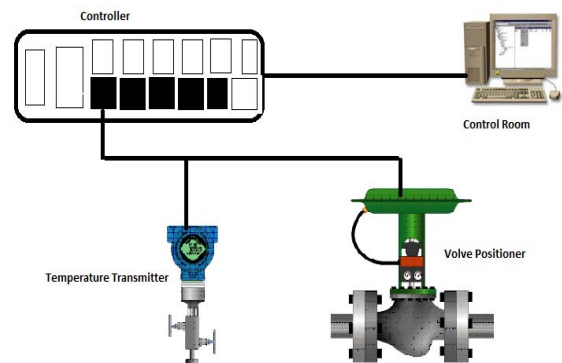 Controller
Control Room
Volve Positioner
Temperature Transmitter